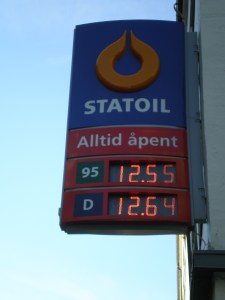 STATOIL
Alltid åpent
95 12.55
D 12.64